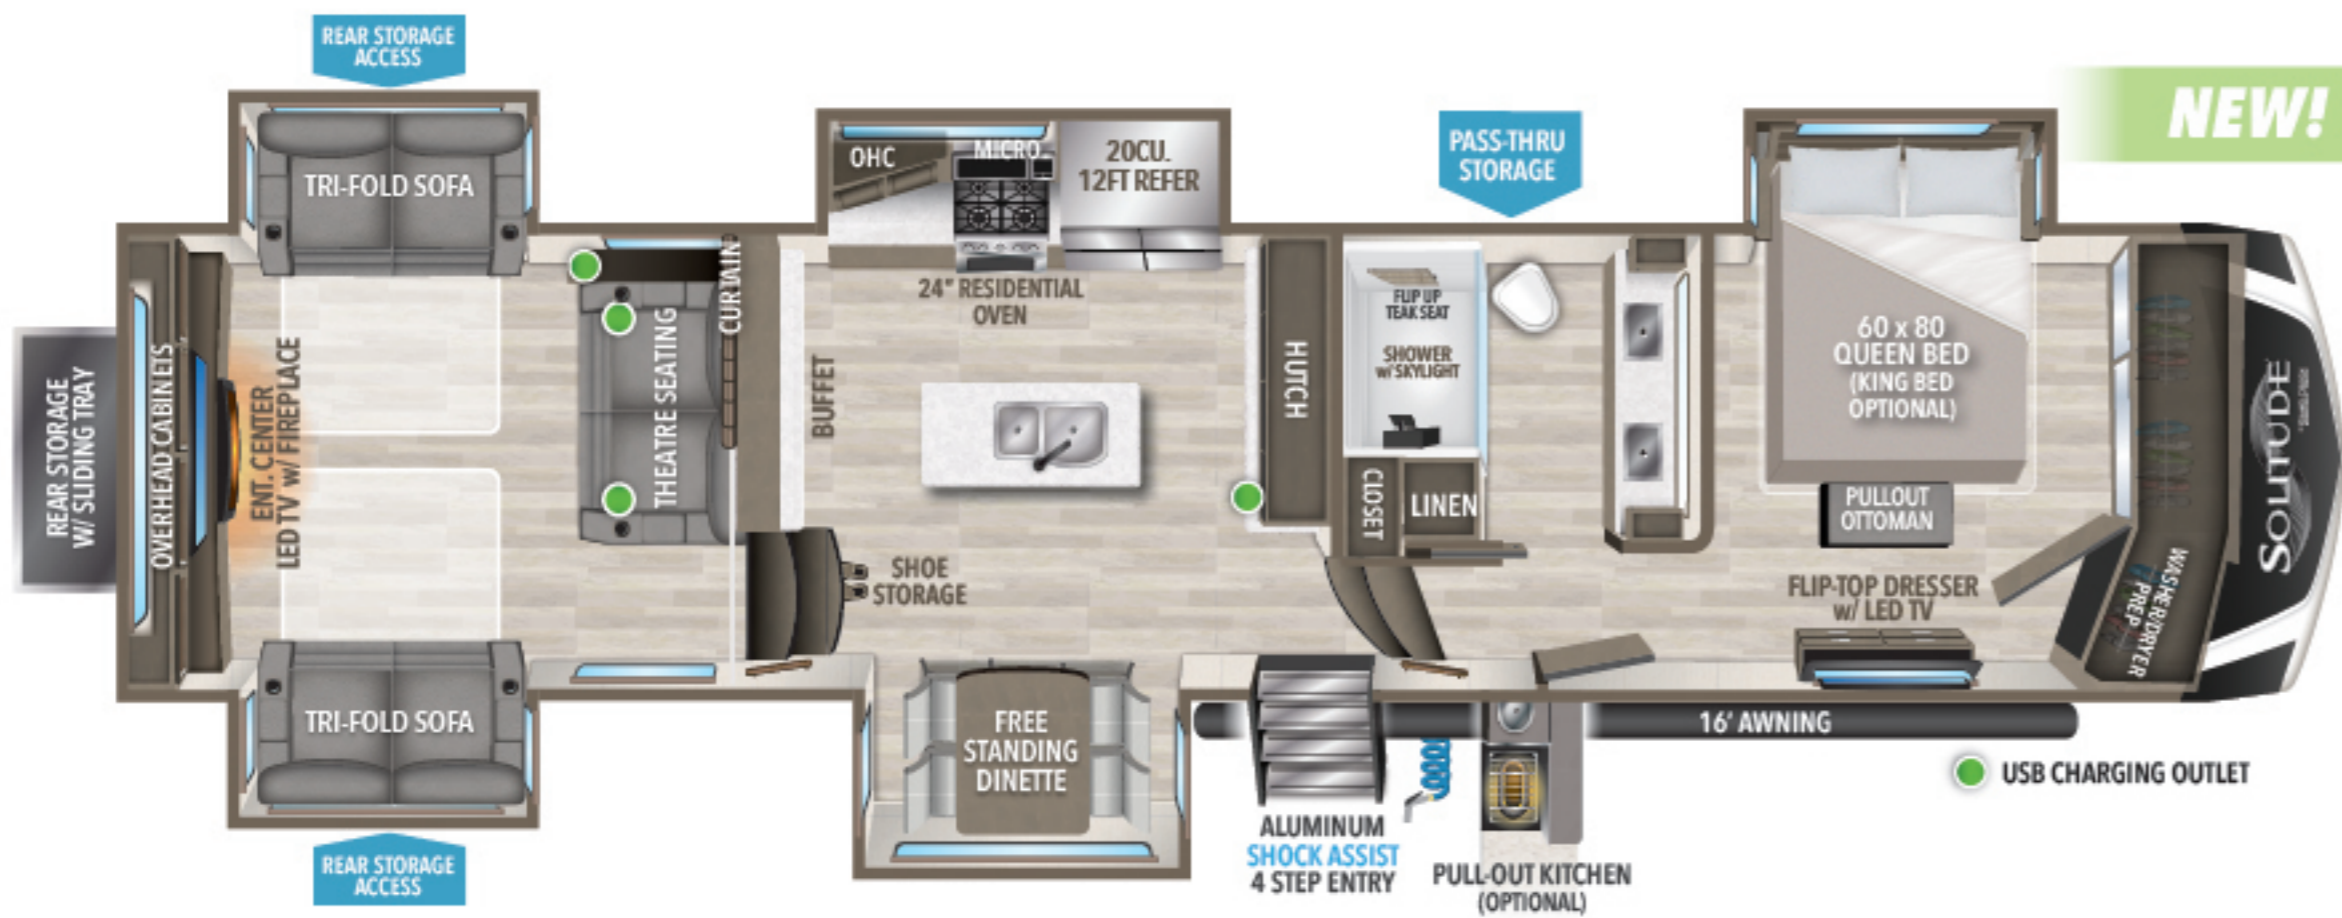 REAR STORAGE
ACCESS
NEW!
TRI-FOLD SOFA
OHC
MICRO.
20CU.
12FT REFER
PASS-THRU
STORAGE
24" RESIDENTIAL
OVEN
CURTAIN
FLIP UP
TEAK SEAT
SHOWER
w/ SKYLIGHT
60 x 80
QUEEN BED
(KING BED
OPTIONAL)
REAR STORAGE
W/ SLIDING TRAY
OVERHEAD CABINETS
ENT. CENTER
LED TV w/ FIREPLACE
THEATRE SEATING
BUFFET
HUTCH
CLOSET
LINEN
PULLOUT
OTTOMAN
SOLITUDE
SHOE
STORAGE
FLIP-TOP DRESSER
w/ LED TV
WASHER/DRYER
PREP
TRI-FOLD SOFA
FREE
STANDING
DINETTE
16' AWNING
USB CHARGING OUTLET
REAR STORAGE
ACCESS
ALUMINUM
SHOCK ASSIST
4 STEP ENTRY
PULL-OUT KITCHEN
(OPTIONAL)